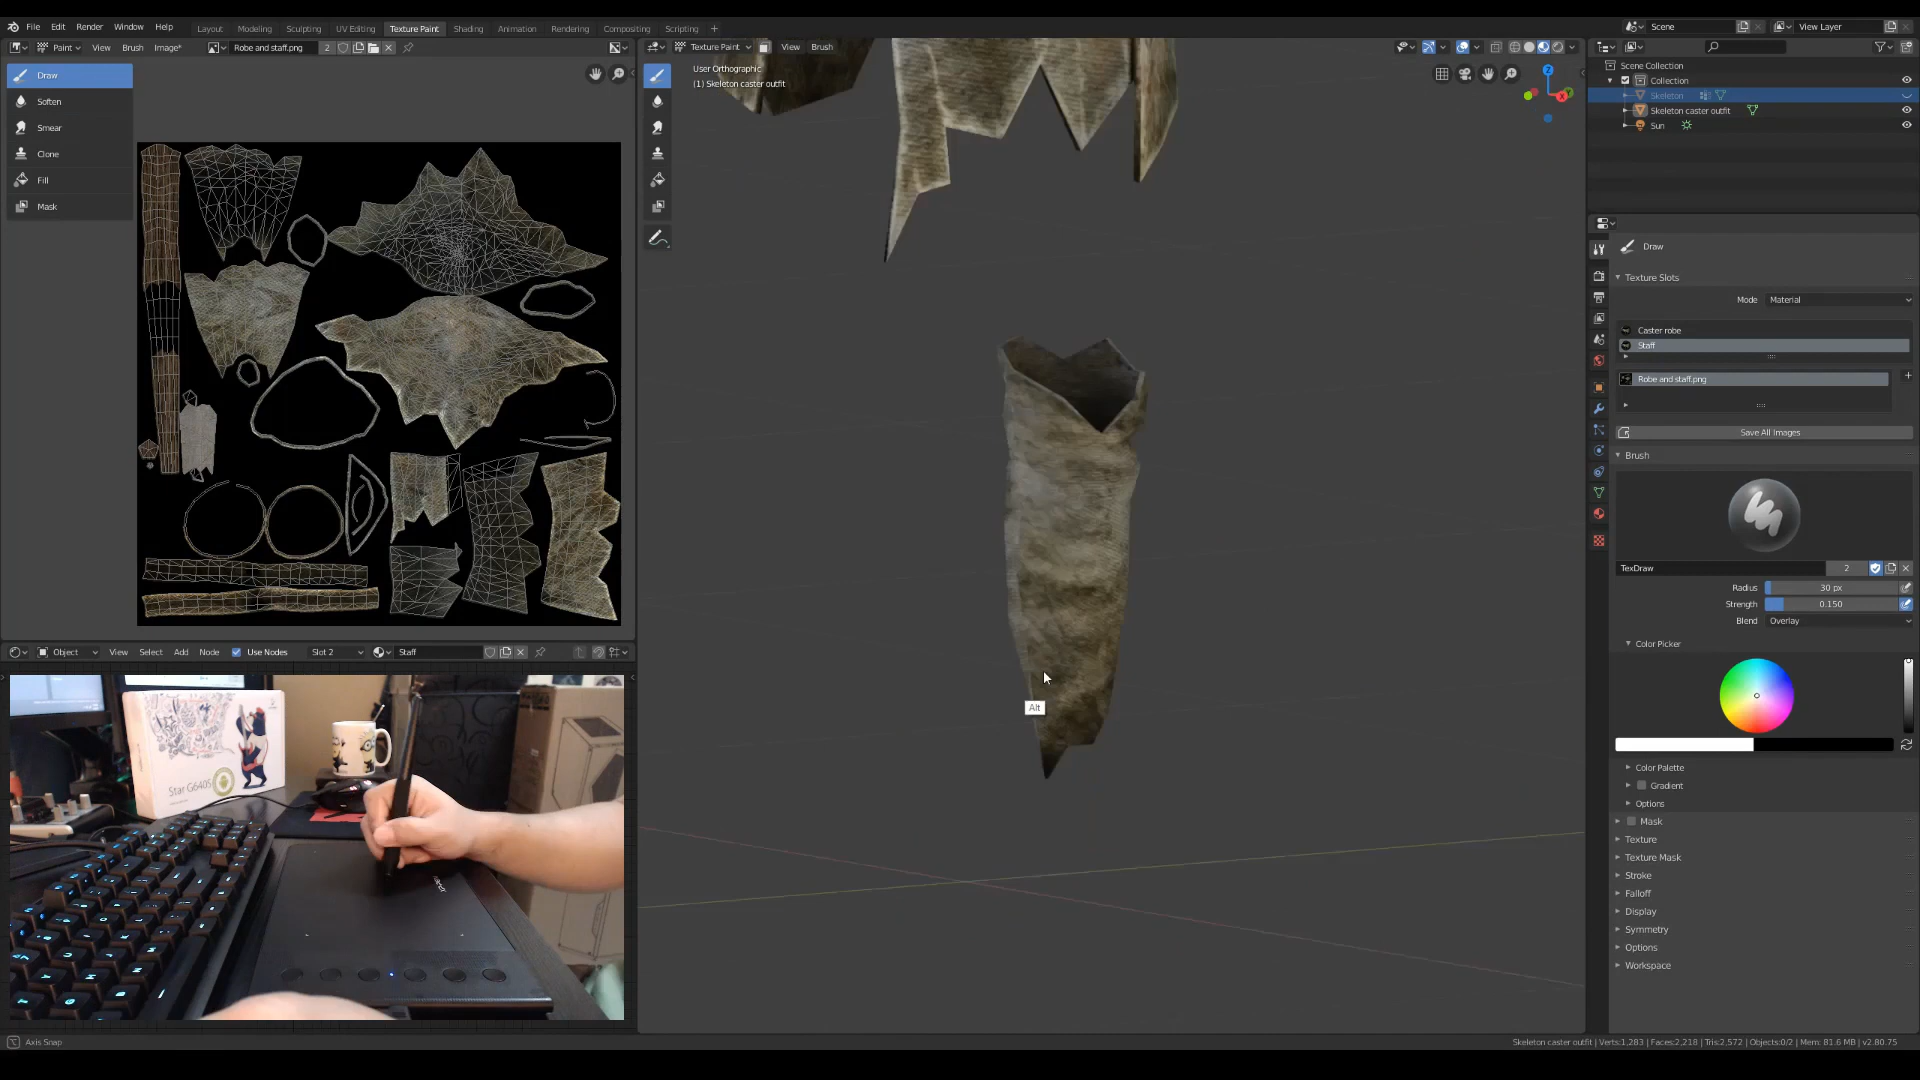 File Edit Render Window Help Layout Modeling Sculpting UV Editing Texture Paint Shading Animation Rendering Compositing Scripting + Scene View Layer
Paint View Brush Image* Robe and staff.png 2 Texture Paint View Brush
Draw
Soften
Smear
Clone
Fill
Mask
User Orthographic
(1) Skeleton caster outfit
Alt
Scene Collection
Collection
Skeleton
Skeleton caster outfit
Sun
Draw
Texture Slots
Mode Material
Caster robe
Staff
Robe and staff.png
Save All Images
Brush
TexDraw 2
Radius 30 px
Strength 0.150
Blend Overlay
Color Picker
Color Palette
Gradient
Options
Mask
Texture
Texture Mask
Stroke
Falloff
Display
Symmetry
Options
Workspace
Object View Select Add Node Use Nodes Slot 2 Staff
Star G640S
Axis Snap
Skeleton caster outfit | Verts:1,283 | Faces:2,218 | Tris:2,572 | Objects:0/2 | Mem: 81.6 MB | v2.80.75